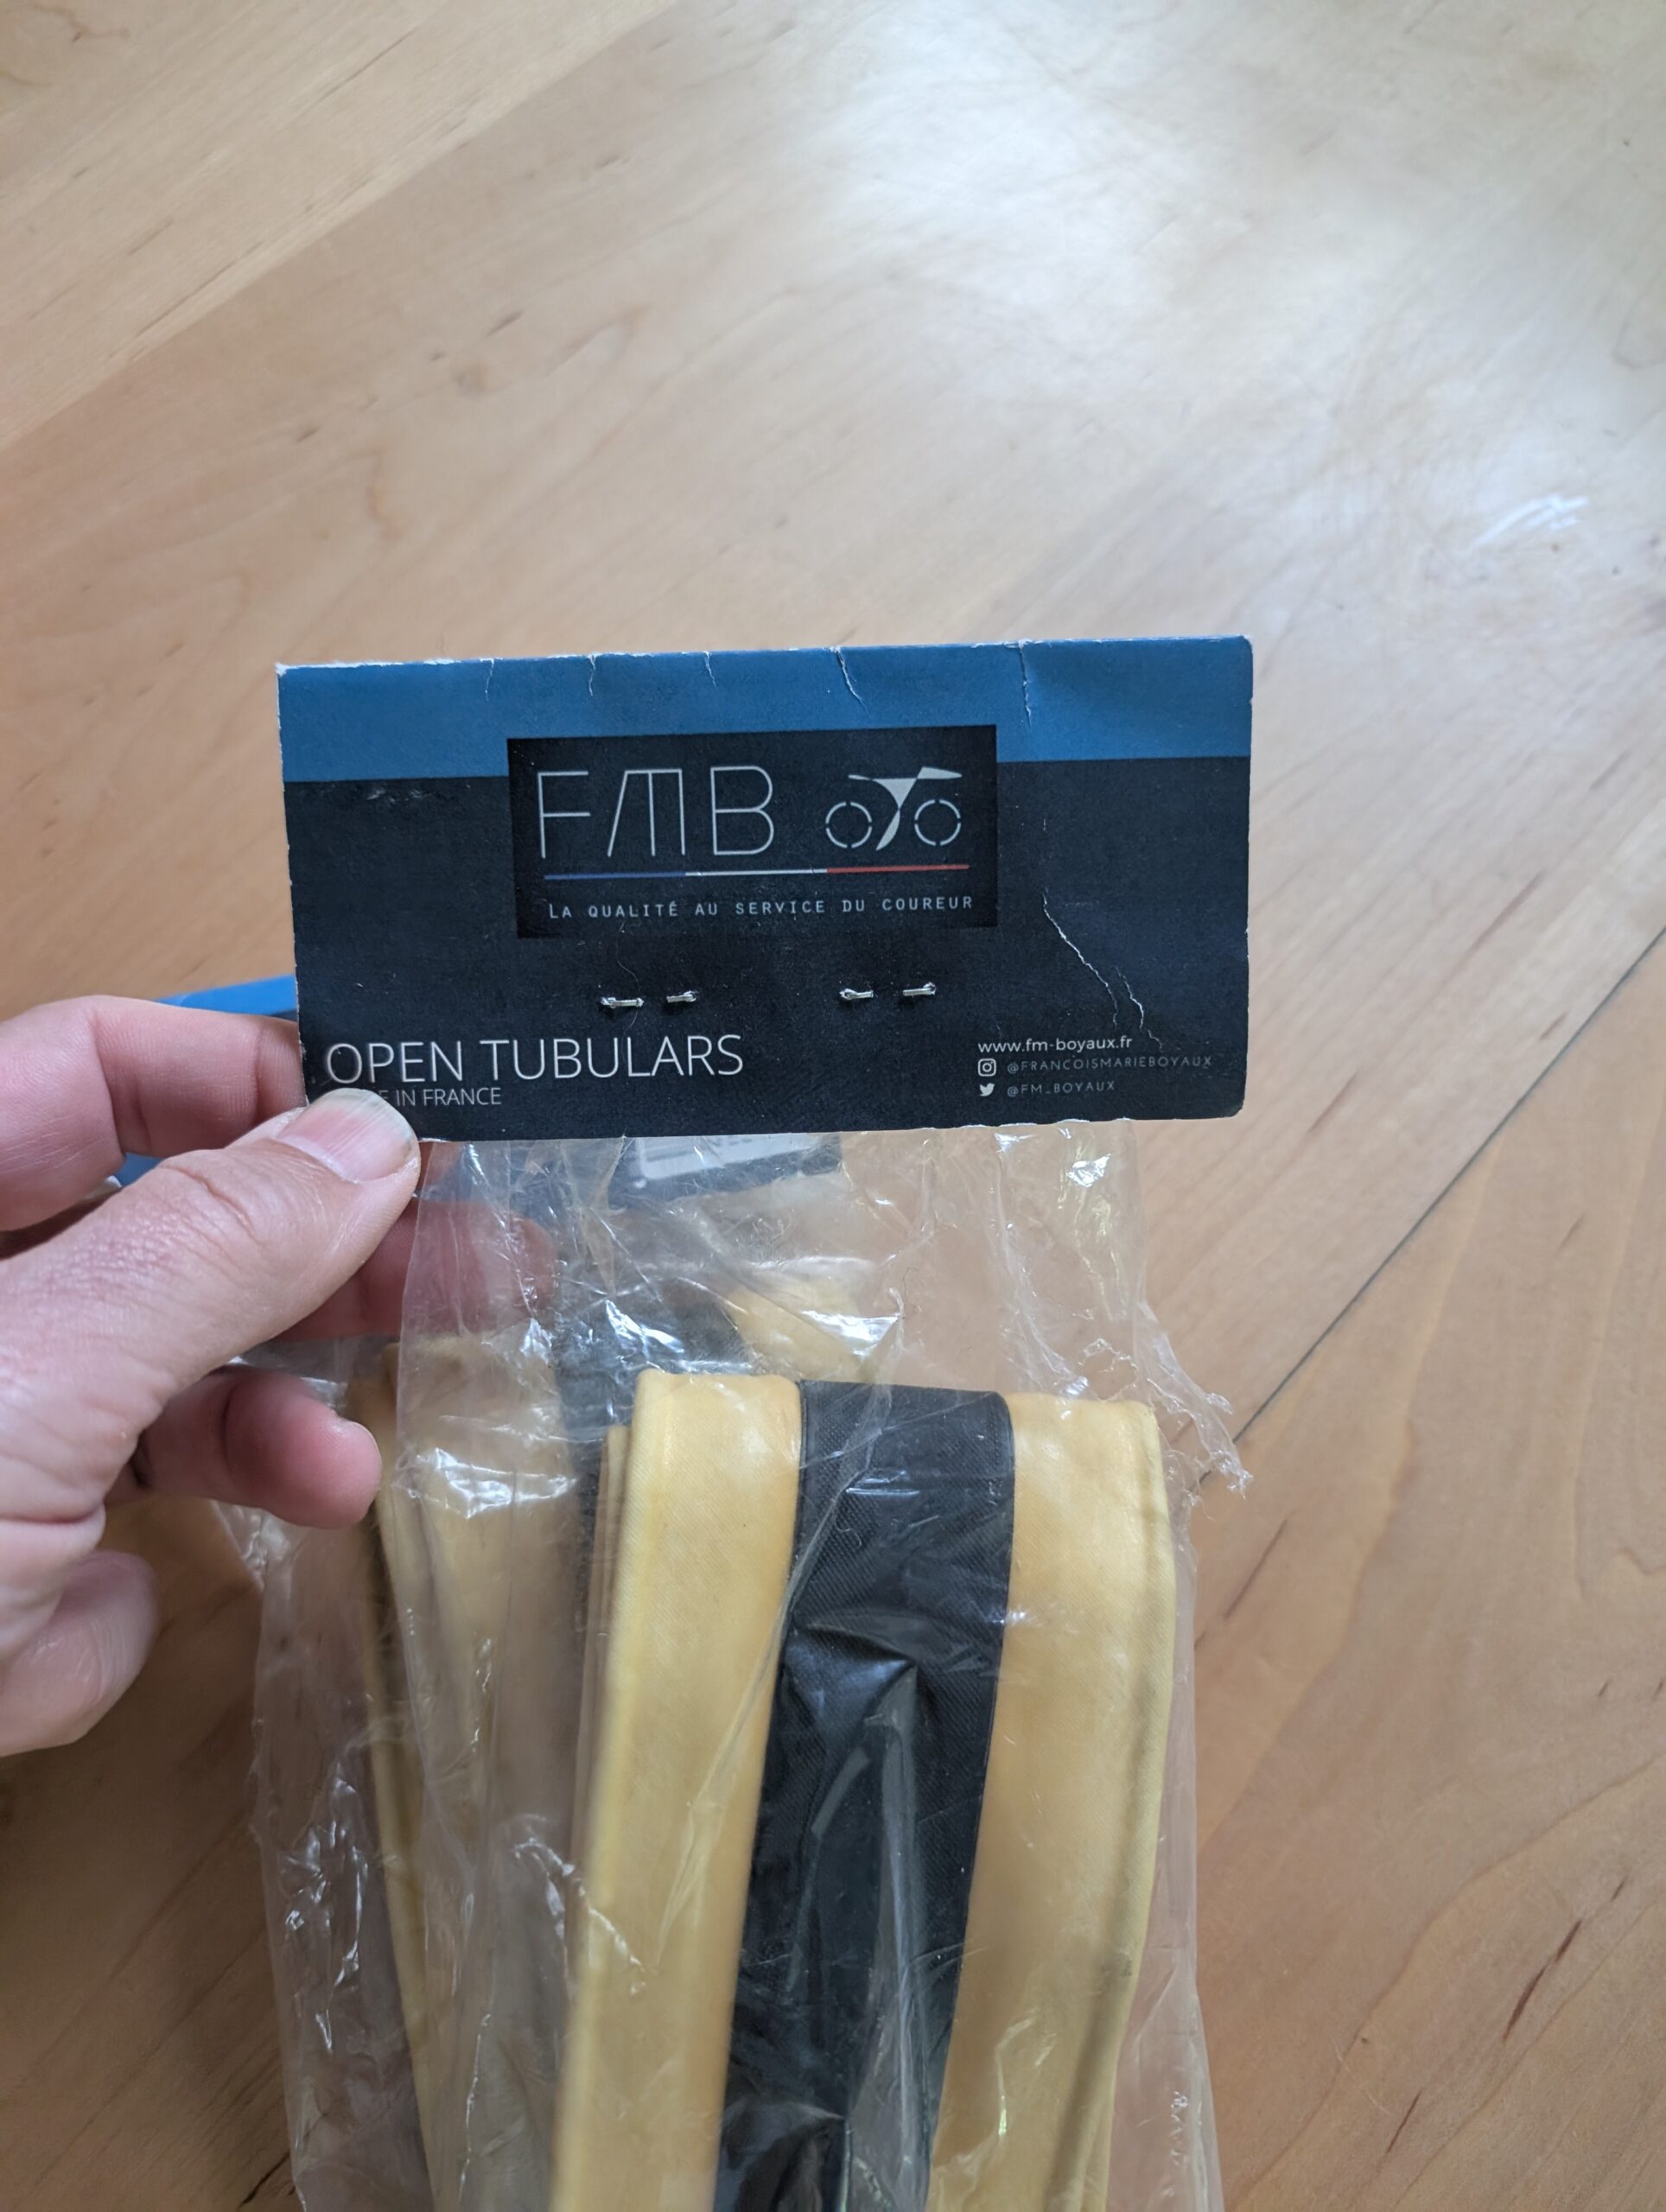 FMB
LA QUALITÉ AU SERVICE DU COUREUR
OPEN TUBULARS
E IN FRANCE
www.fm-boyaux.fr
@FRANCOISMARIEBOYAUX
@FM_BOYAUX